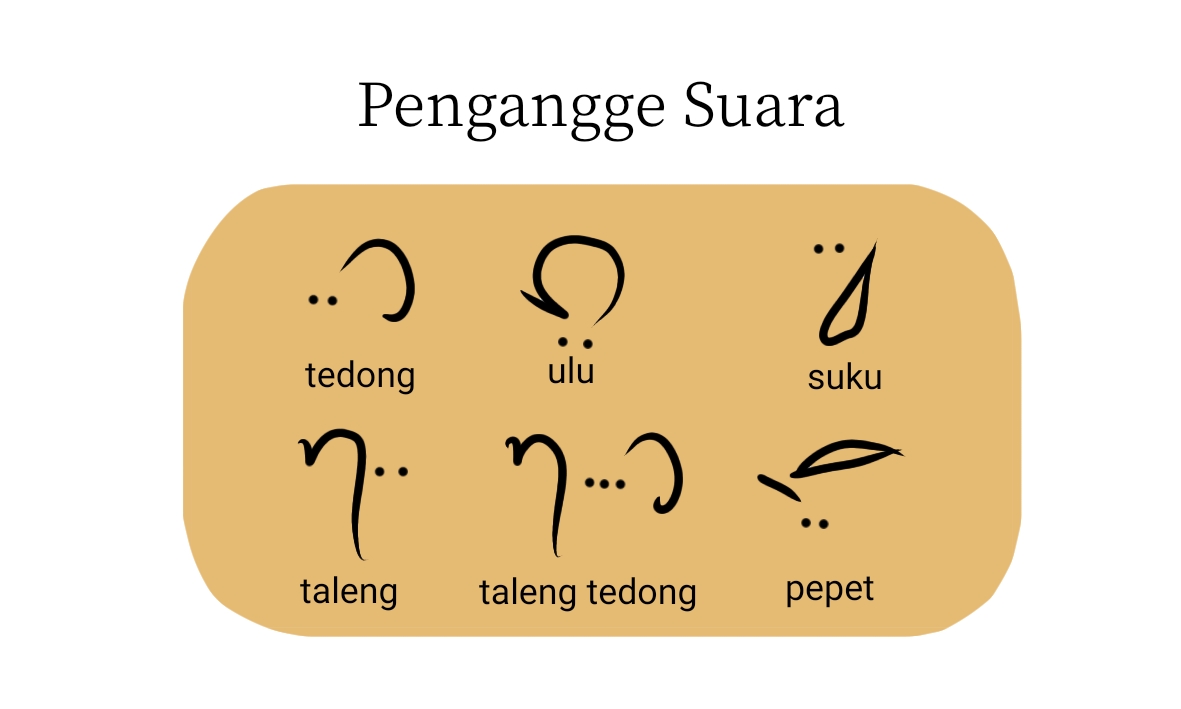 Pengangge Suara
tedong
ulu
suku
taleng
taleng tedong
pepet